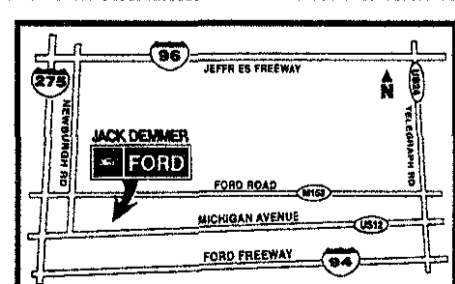 96
JEFFR ES FREEWAY
275
N
US24
NEWBURGH RD
TELEGRAPH RD
JACK DEMMER
FORD
FORD ROAD
M153
MICHIGAN AVENUE
US12
FORD FREEWAY
94